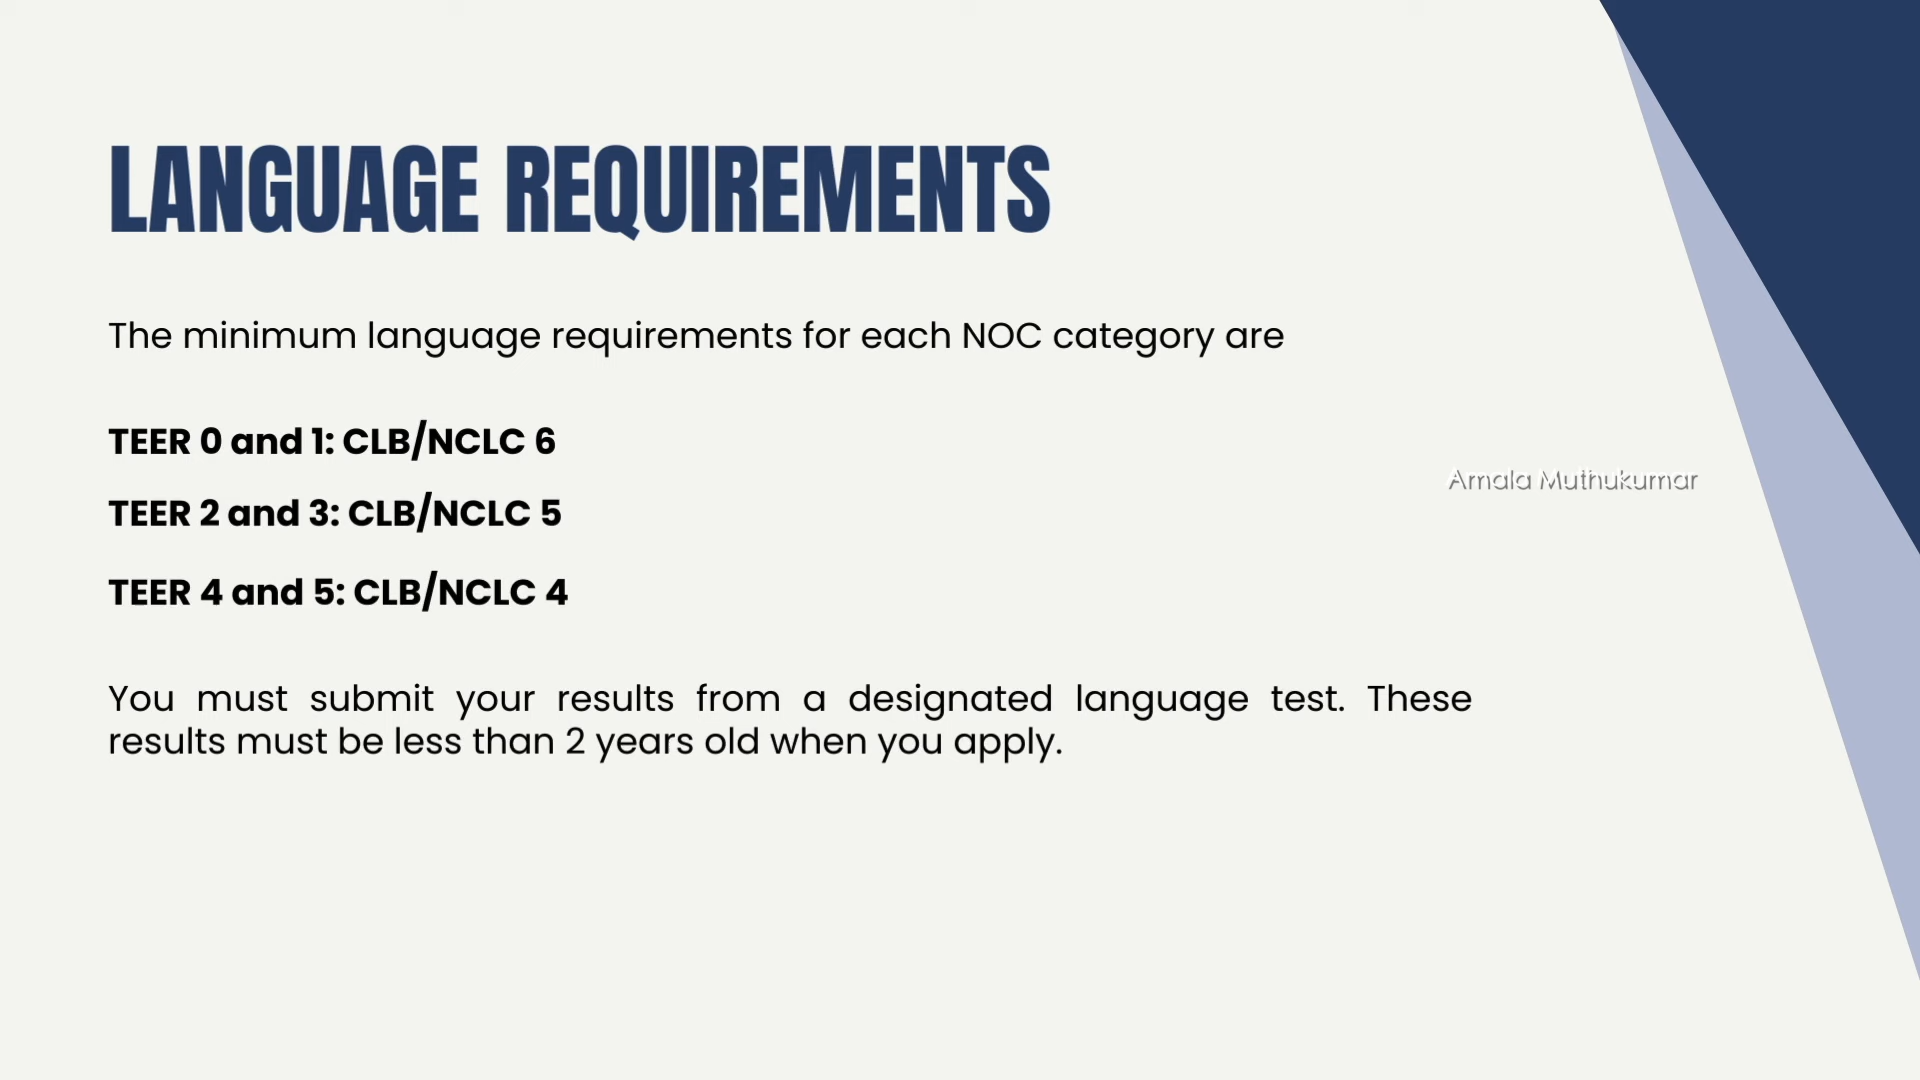 LANGUAGE REQUIREMENTS
The minimum language requirements for each NOC category are
TEER 0 and 1: CLB/NCLC 6
Amala Muthukumar
TEER 2 and 3: CLB/NCLC 5
TEER 4 and 5: CLB/NCLC 4
You must submit your results from a designated language test. These
results must be less than 2 years old when you apply.